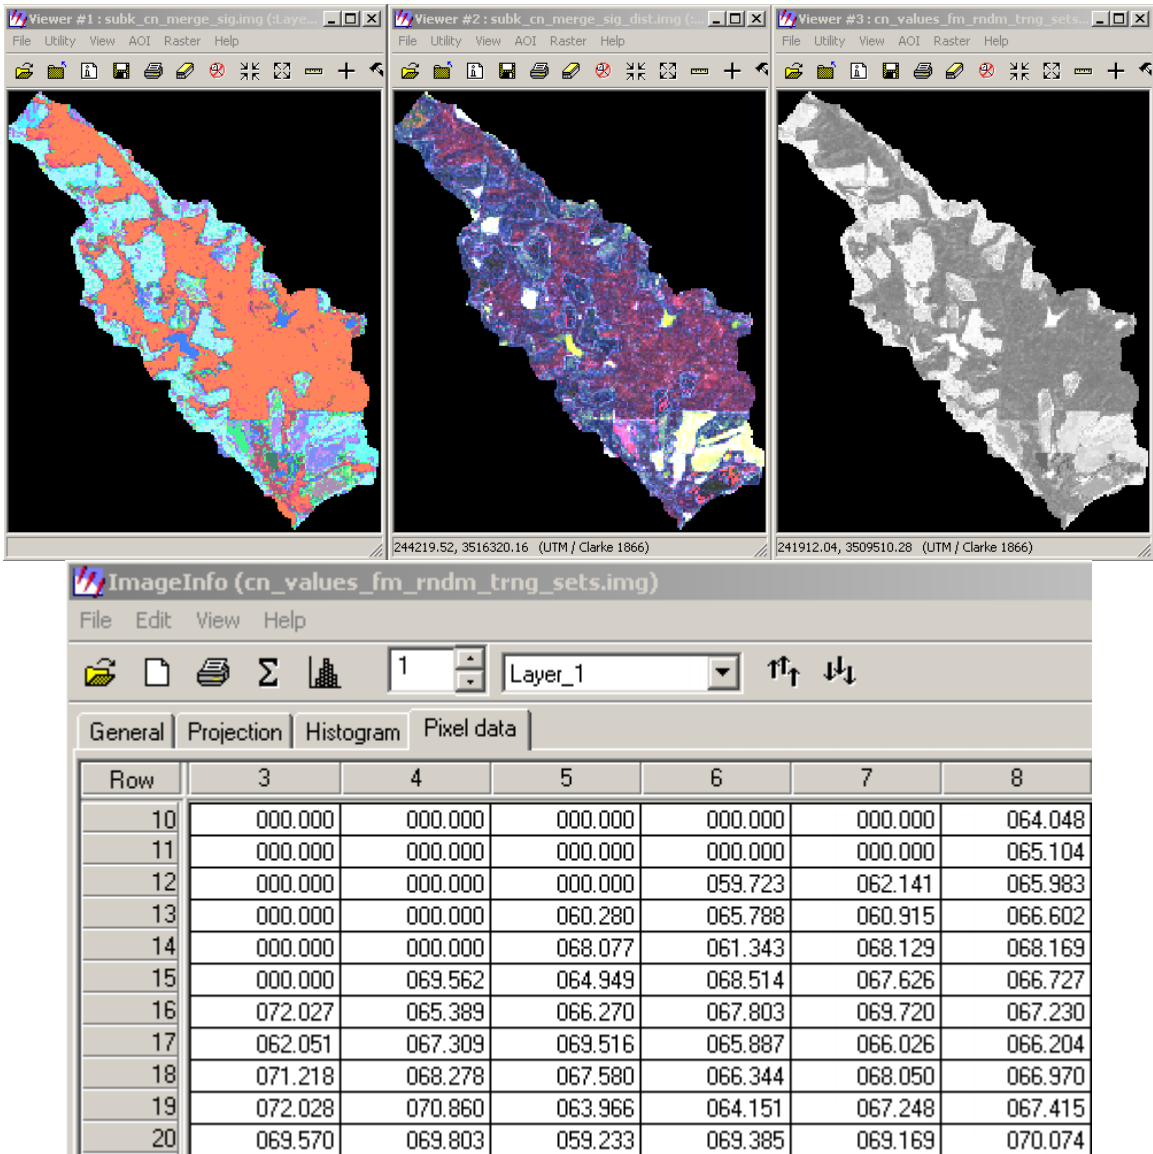 Viewer #1 : subk_cn_merge_sig.img (:Laye...
File Utility View AOI Raster Help
Viewer #2 : subk_cn_merge_sig_dist.img (:...
File Utility View AOI Raster Help
244219.52, 3516320.16 (UTM / Clarke 1866)
Viewer #3 : cn_values_fm_rndm_trng_sets...
File Utility View AOI Raster Help
241912.04, 3509510.28 (UTM / Clarke 1866)
ImageInfo (cn_values_fm_rndm_trng_sets.img)
File Edit View Help
Σ 1 Layer_1
General Projection Histogram Pixel data
Row 3 4 5 6 7 8
10 000.000 000.000 000.000 000.000 000.000 064.048
11 000.000 000.000 000.000 000.000 000.000 065.104
12 000.000 000.000 000.000 059.723 062.141 065.983
13 000.000 000.000 060.280 065.788 060.915 066.602
14 000.000 000.000 068.077 061.343 068.129 068.169
15 000.000 069.562 064.949 068.514 067.626 066.727
16 072.027 065.389 066.270 067.803 069.720 067.230
17 062.051 067.309 069.516 065.887 066.026 066.204
18 071.218 068.278 067.580 066.344 068.050 066.970
19 072.028 070.860 063.966 064.151 067.248 067.415
20 069.570 069.803 059.233 069.385 069.169 070.074